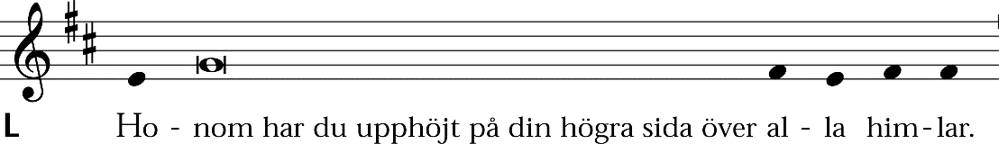 L Ho - nom har du upphöjt på din högra sida över al - la him - lar.